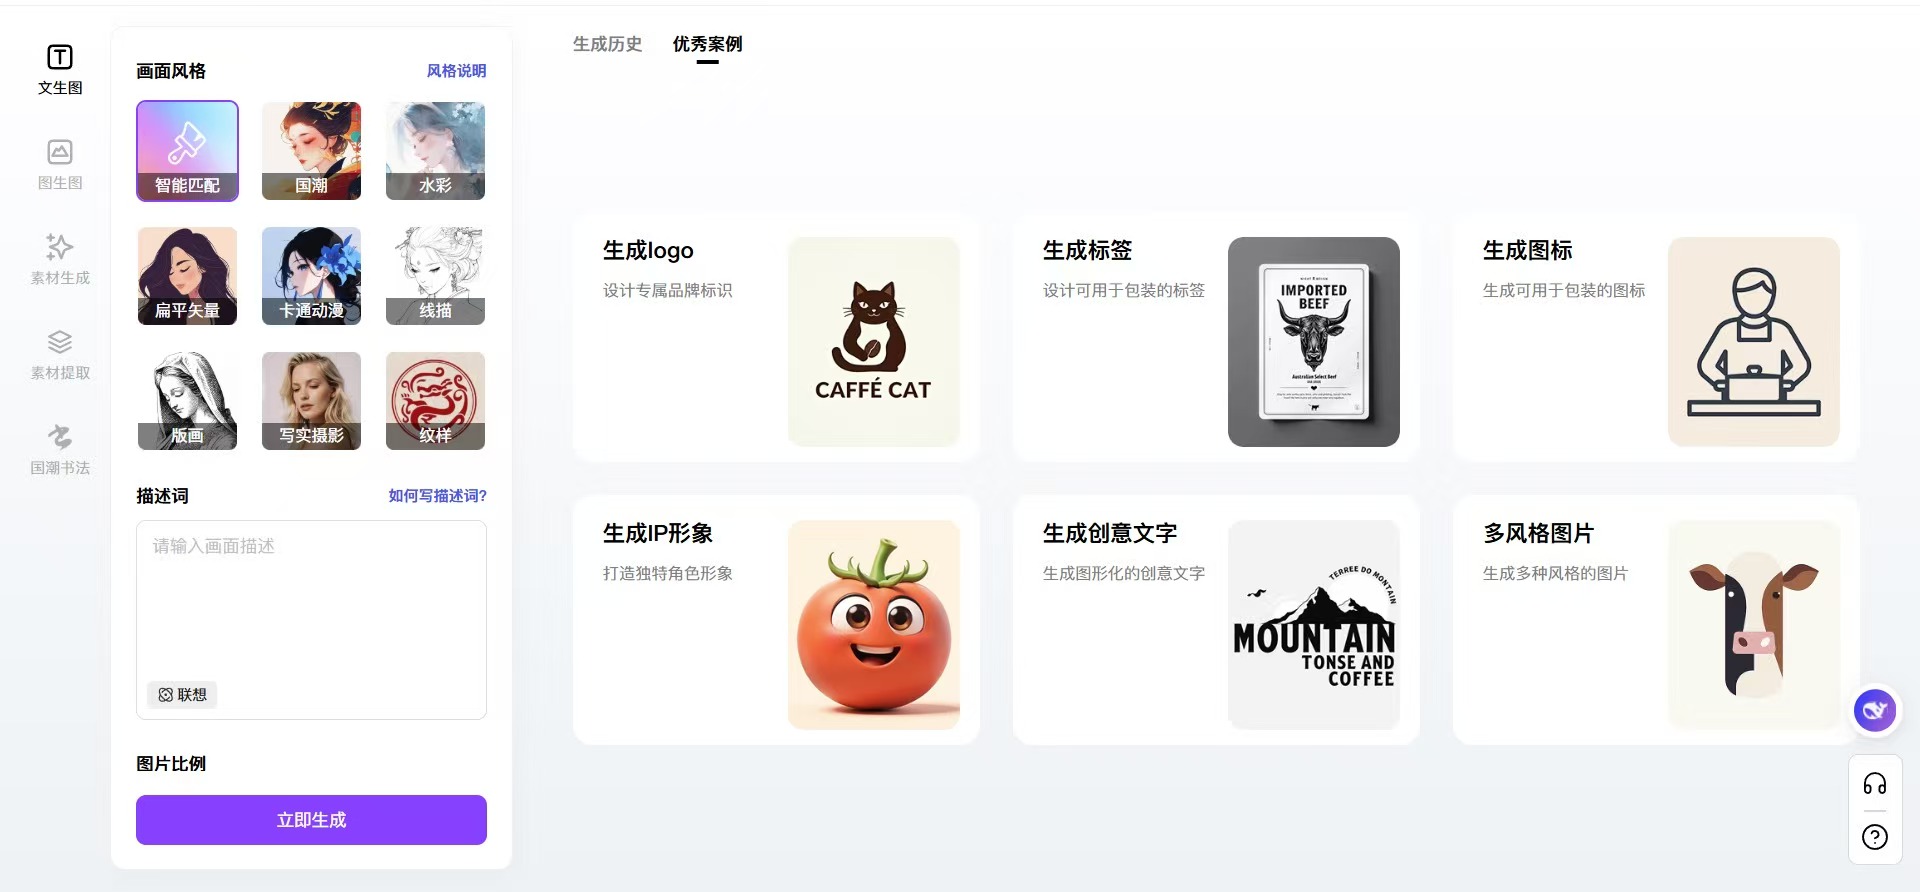 文生图
图生图
素材生成
素材提取
国潮书法
画面风格
风格说明
智能匹配
国潮
水彩
扁平矢量
卡通动漫
线描
版画
写实摄影
纹样
描述词
如何写描述词?
请输入画面描述
联想
图片比例
立即生成
生成历史
优秀案例
生成logo
设计专属品牌标识
CAFFÉ CAT
生成标签
设计可用于包装的标签
IMPORTED
BEEF
Australian Select Beef
生成图标
生成可用于包装的图标
生成IP形象
打造独特角色形象
生成创意文字
生成图形化的创意文字
TERREE DO MONTAIN
MOUNTAIN
TONSE AND
COFFEE
多风格图片
生成多种风格的图片